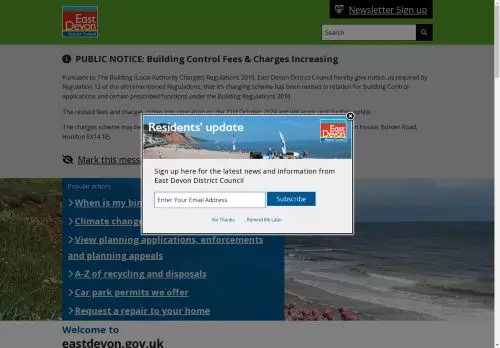 East
Devon
District Council
Newsletter Sign up
Search
PUBLIC NOTICE: Building Control Fees & Charges Increasing
Pursuant to The Building (Local Authority Charges) Regulations 2010, East Devon District Council hereby give notice, as required by
Regulation 12 of the aforementioned Regulations, that it's charging scheme has been revised in relation for Building Control
applications and certain prescribed functions under the Building Regulations 2010.
The revised fees and charges come into operation on the 21st October 2024 and will apply until further notice.
The charges scheme may be
n House, Border Road,
Honiton EX14 1EJ.
Mark this mess
Residents' update
East
Devon
District Council
Sign up here for the latest news and information from
East Devon District Council
Enter Your Email Address
Subscribe
No Thanks
Remind Me Later
Popular actions
When is my bin
Climate change
View planning applications, enforcements
and planning appeals
A-Z of recycling and disposals
Car park permits we offer
Request a repair to your home
Welcome to
eastdevon.gov.uk